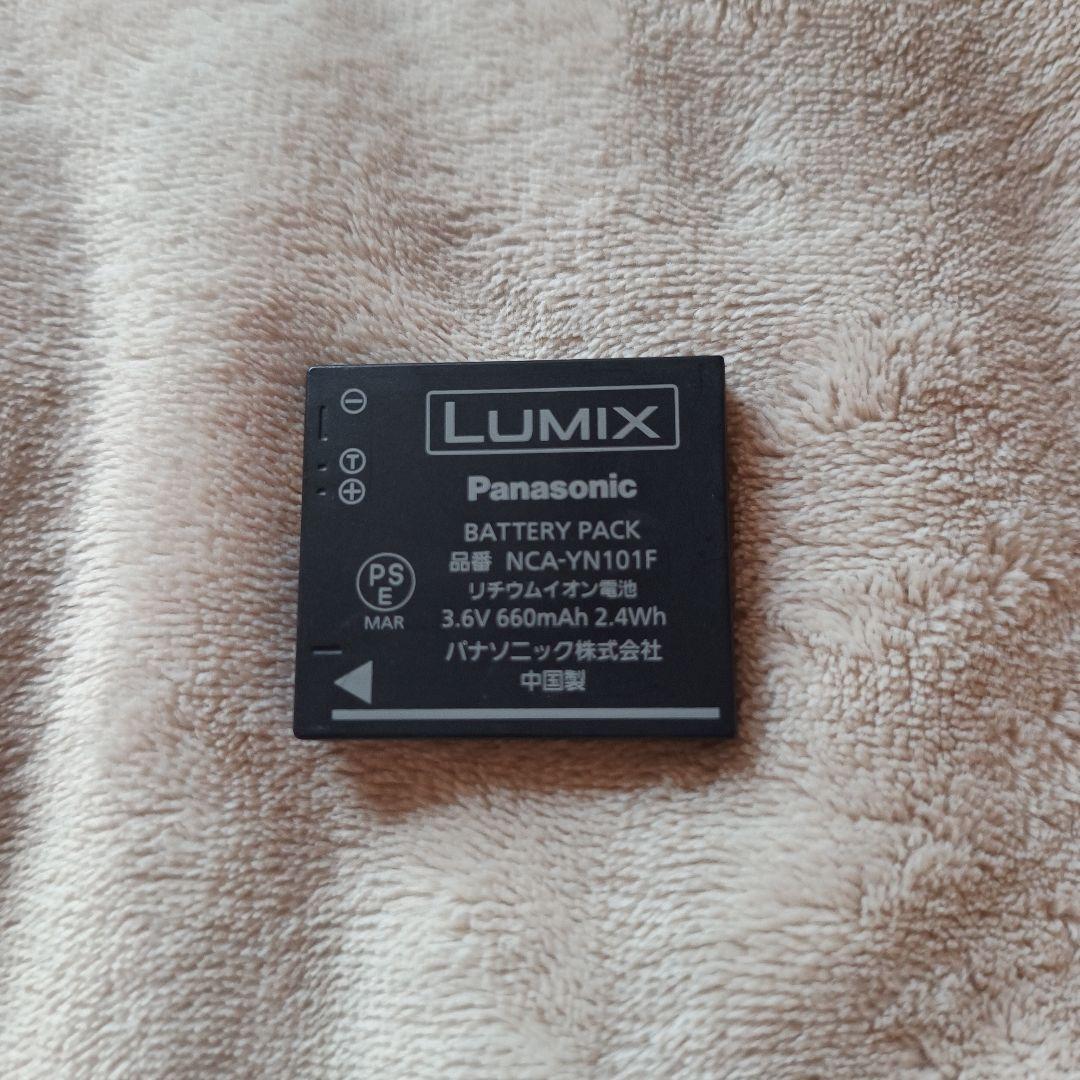 LUMIX
Panasonic
BATTERY PACK
品番 NCA-YN101F
リチウムイオン電池
3.6V 660mAh 2.4Wh
パナソニック株式会社
中国製
⊖
Ⓣ
⊕
PS
E
MAR